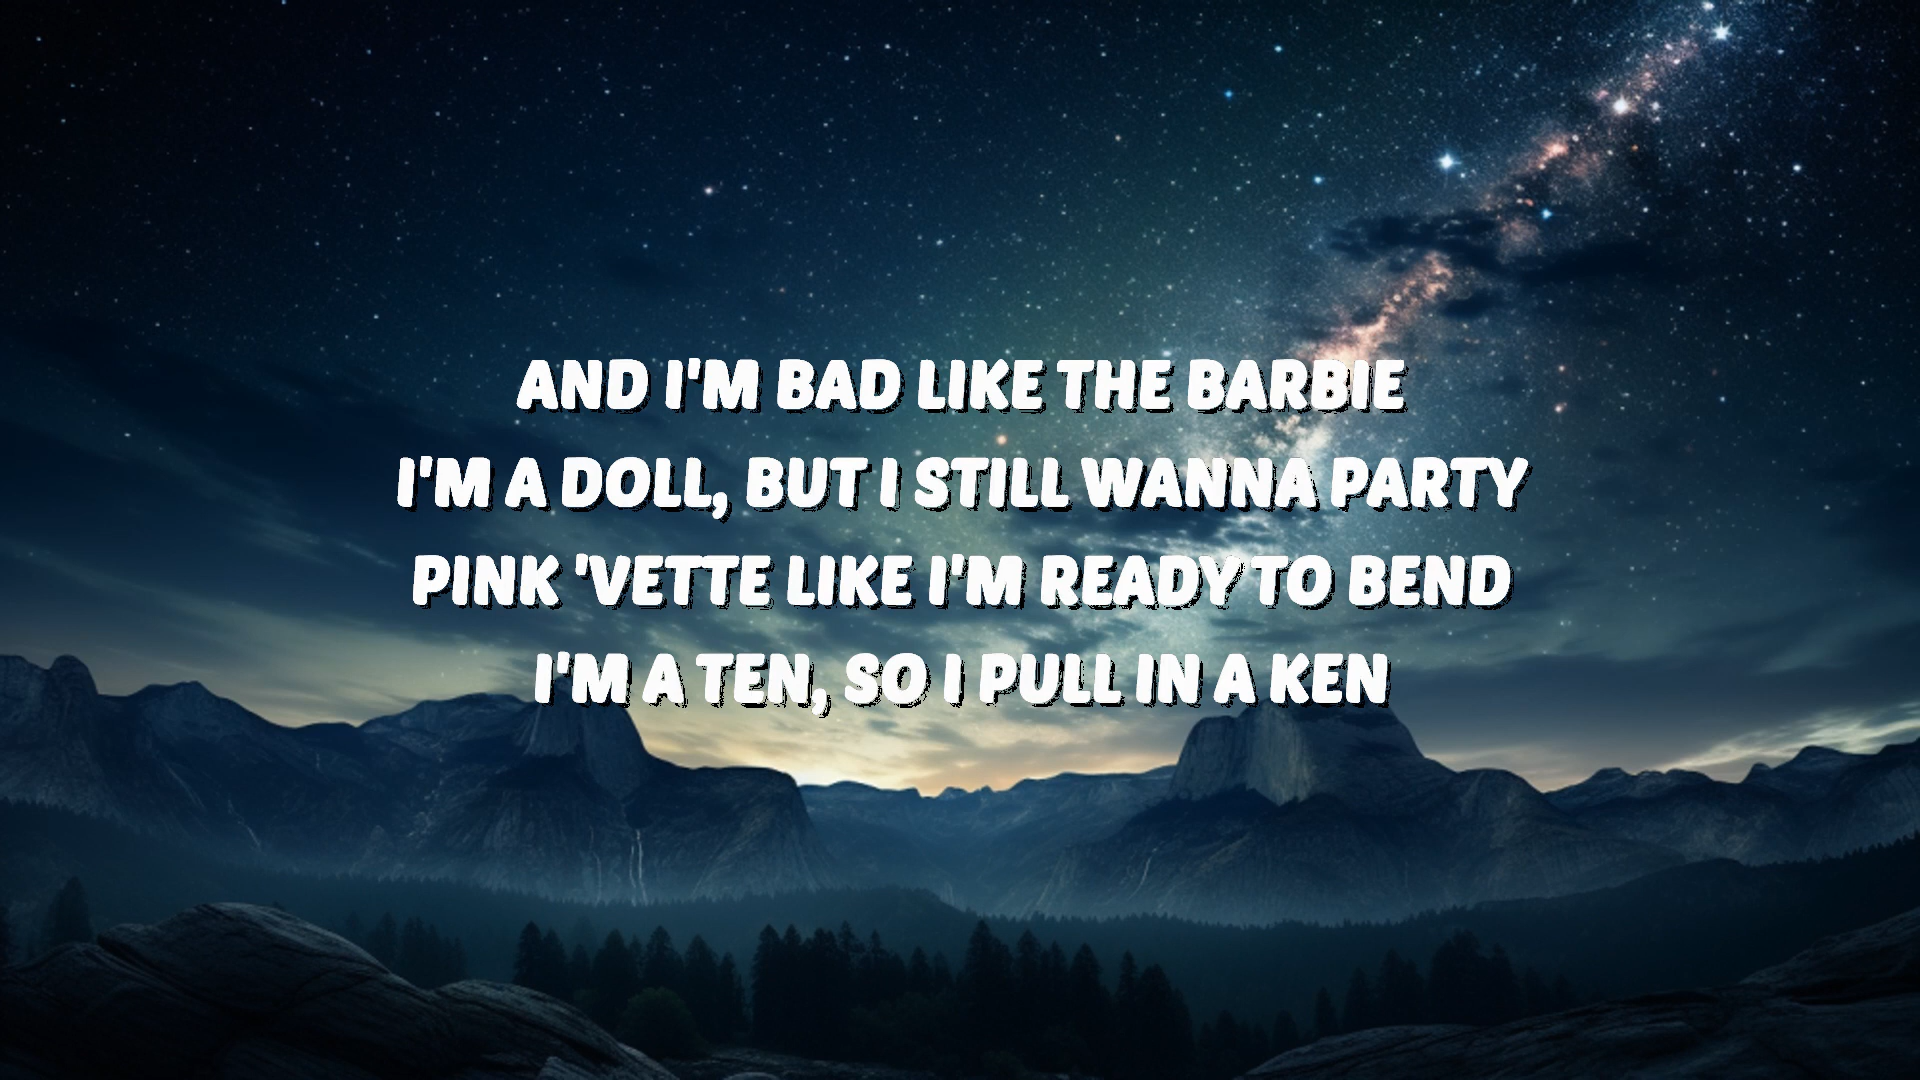 AND I'M BAD LIKE THE BARBIE
I'M A DOLL, BUT I STILL WANNA PARTY
PINK 'VETTE LIKE I'M READY TO BEND
I'M A TEN, SO I PULL IN A KEN